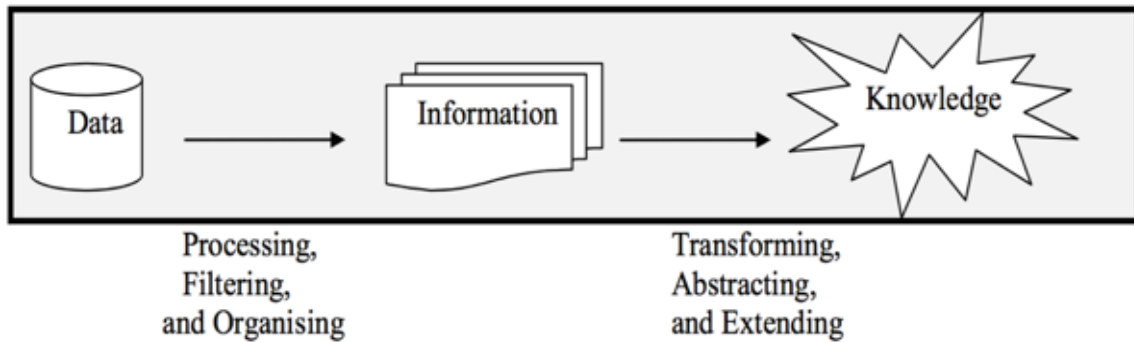 Data
Information
Knowledge
Processing,
Filtering,
and Organising
Transforming,
Abstracting,
and Extending